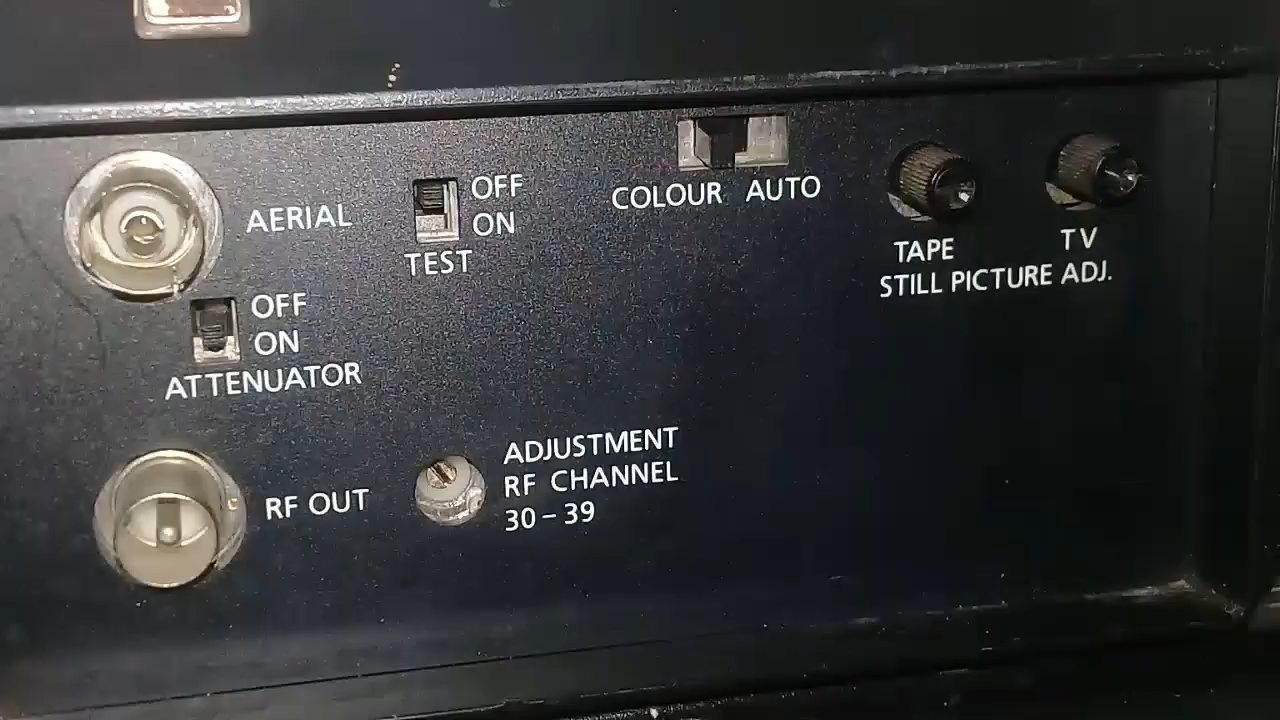 AERIAL
OFF
ON
TEST
COLOUR AUTO
TAPE TV
STILL PICTURE ADJ.
OFF
ON
ATTENUATOR
RF OUT
ADJUSTMENT
RF CHANNEL
30 – 39